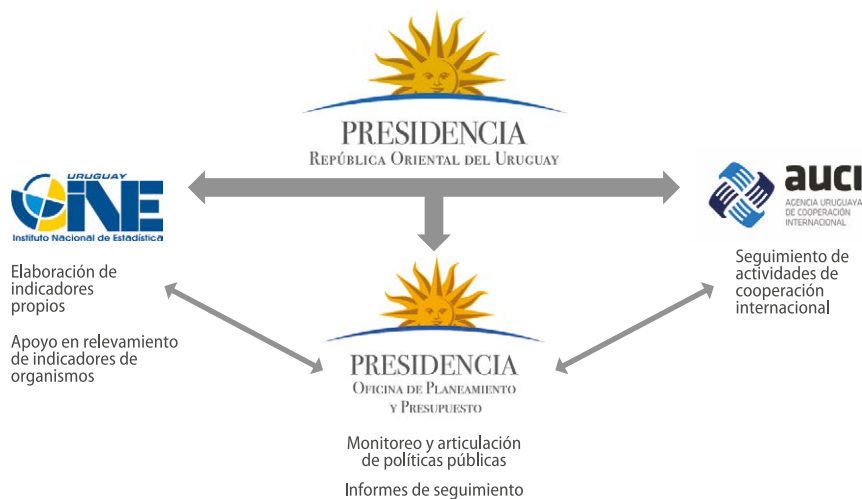 PRESIDENCIA
REPÚBLICA ORIENTAL DEL URUGUAY
URUGUAY
INE
Instituto Nacional de Estadística
Elaboración de
indicadores
propios
Apoyo en relevamiento
de indicadores de
organismos
auci
AGENCIA URUGUAYA
DE COOPERACIÓN
INTERNACIONAL
Seguimiento de
actividades de
cooperación
internacional
PRESIDENCIA
OFICINA DE PLANEAMIENTO
Y PRESUPUESTO
Monitoreo y articulación
de políticas públicas
Informes de seguimiento